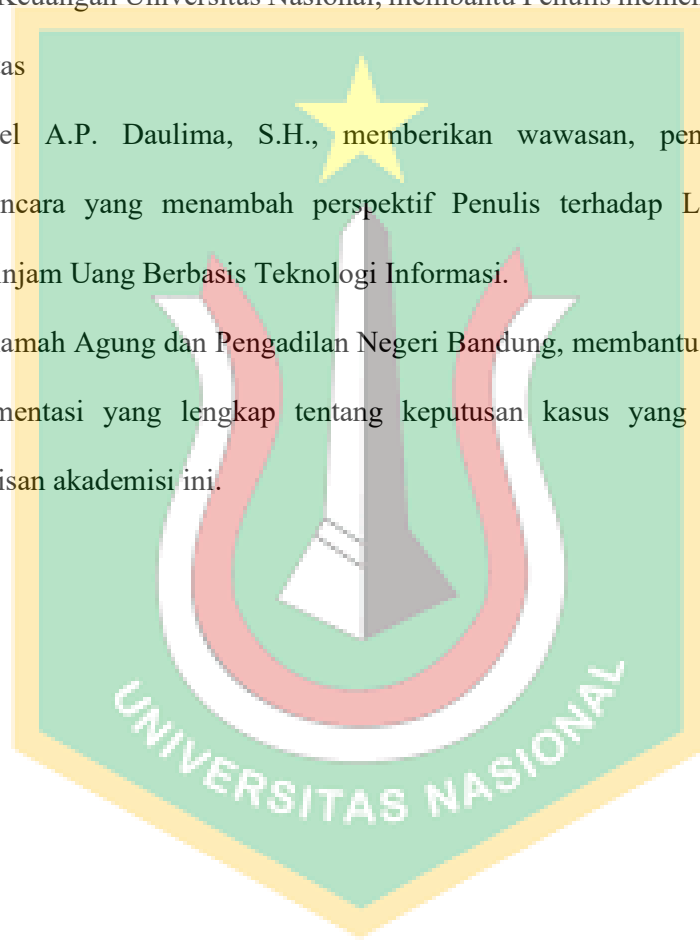 Keuangan Universitas Nasional, membantu Penulis
as
el A.P. Daulima, S.H., memberikan wawasan, pen
ncara yang menambah perspektif Penulis terhadap L
njam Uang Berbasis Teknologi Informasi.
amah Agung dan Pengadilan Negeri Bandung, membantu
mentasi yang lengkap tentang keputusan kasus yang
isan akademisi ini.
UNIVERSITAS NASIONAL